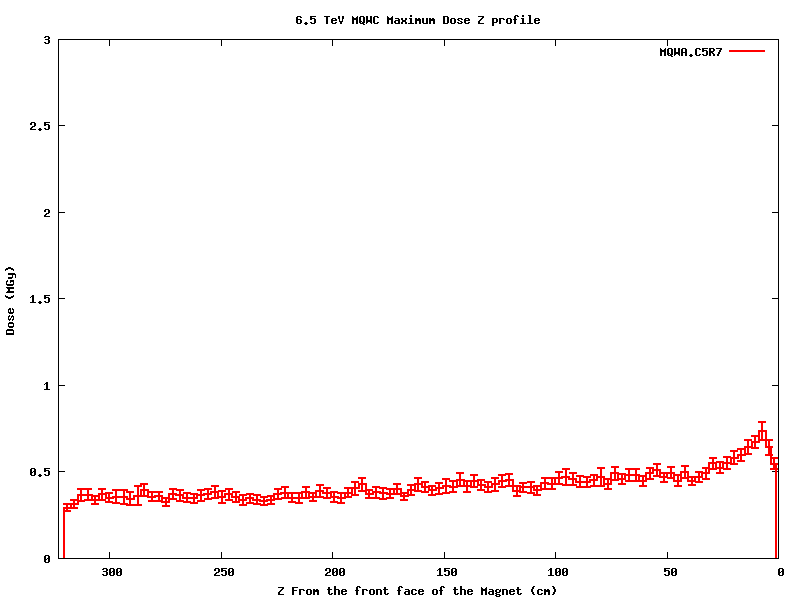 6.5 TeV MQWC Maximum Dose Z profile
MQWA.C5R7
3
2.5
2
1.5
1
0.5
0
Dose (MGy)
300 250 200 150 100 50 0
Z From the front face of the Magnet (cm)